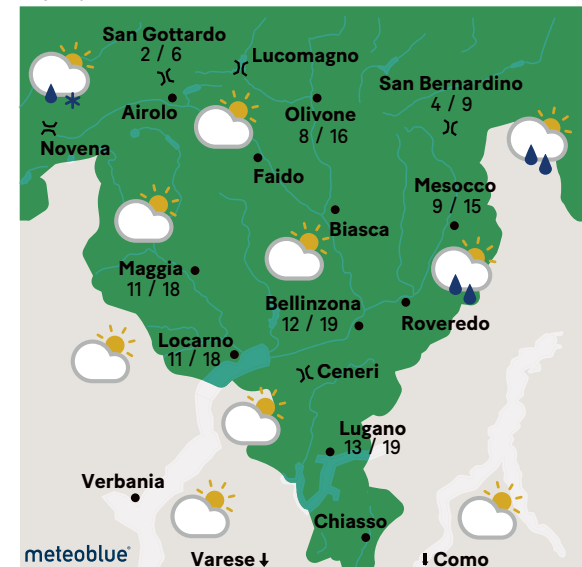 San Gottardo
2 / 6
Lucomagno
San Bernardino
4 / 9
Airolo
Olivone
8 / 16
Novena
Faido
Mesocco
9 / 15
Biasca
Maggia
11 / 18
Bellinzona
12 / 19
Roveredo
Locarno
11 / 18
Ceneri
Lugano
13 / 19
Verbania
Chiasso
meteoblue®
Varese ↓
⬇ Como